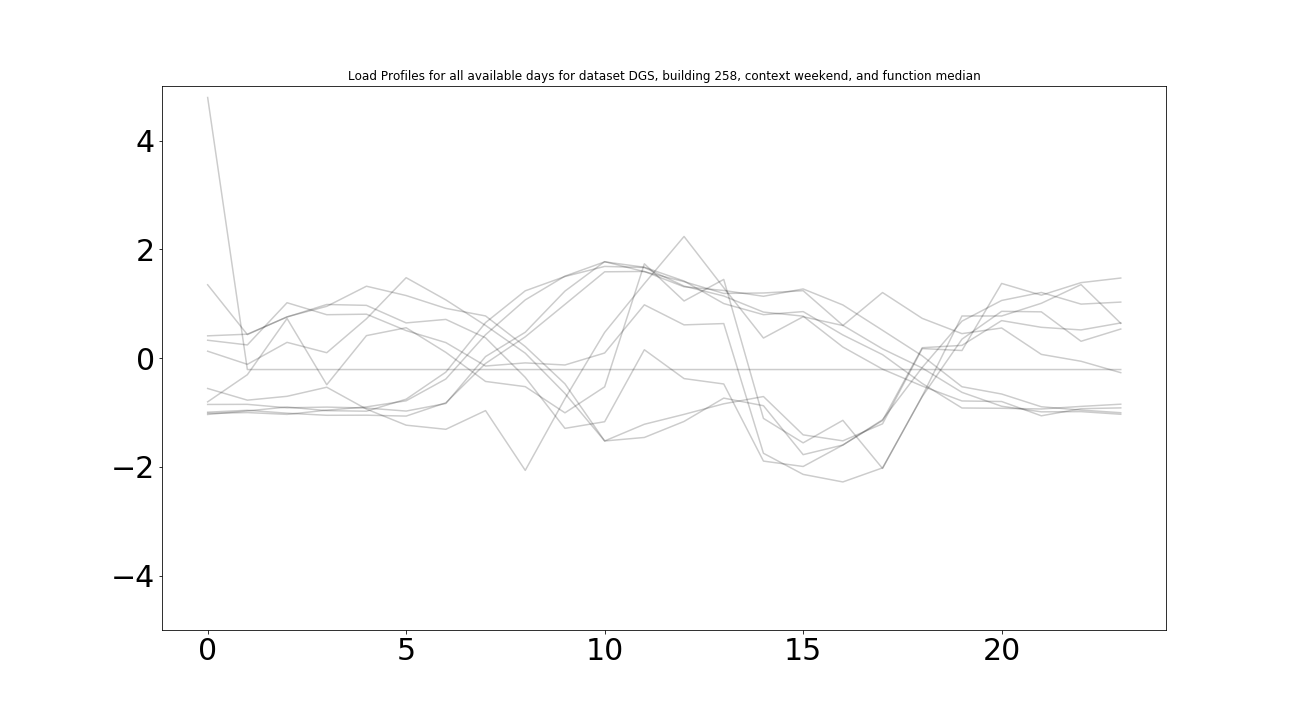 Load Profiles for all available days for dataset DGS, building 258, context weekend, and function median
4
2
0
−2
−4
0 5 10 15 20